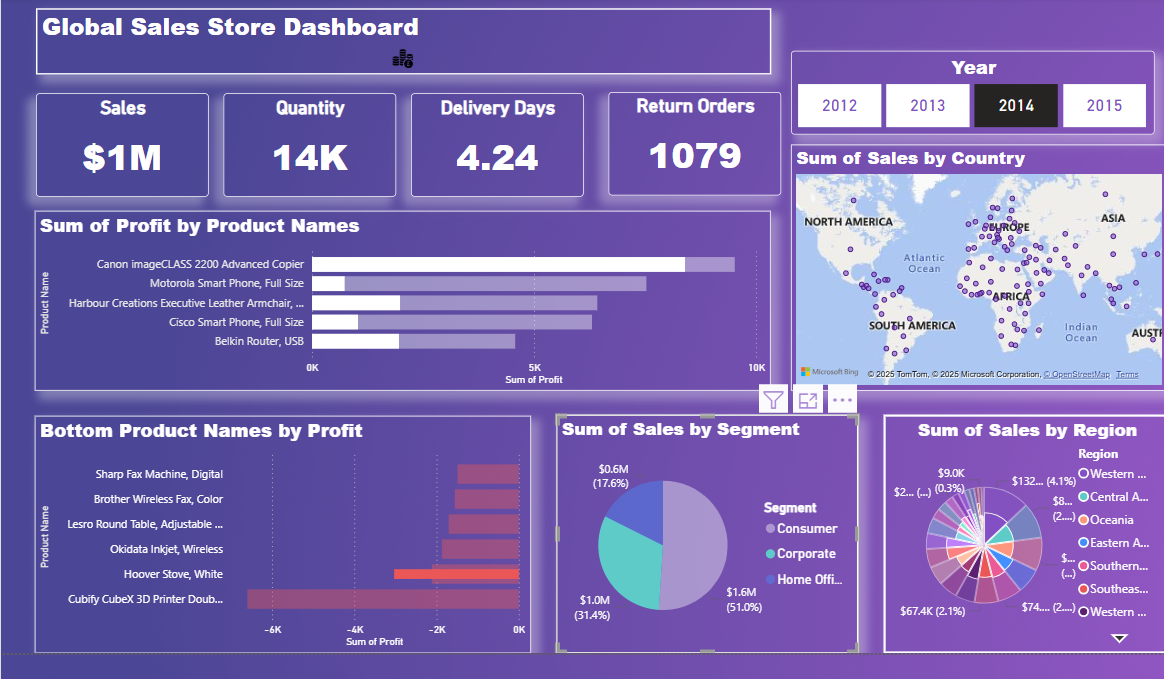 Global Sales Store Dashboard
Sales
$1M
Quantity
14K
Delivery Days
4.24
Return Orders
1079
Year
2012
2013
2014
2015
Sum of Profit by Product Names
Product Name
Canon imageCLASS 2200 Advanced Copier
Motorola Smart Phone, Full Size
Harbour Creations Executive Leather Armchair, ...
Cisco Smart Phone, Full Size
Belkin Router, USB
0K
5K
10K
Sum of Profit
Sum of Sales by Country
NORTH AMERICA
EUROPE
ASIA
Atlantic
Ocean
AFRICA
SOUTH AMERICA
Indian
Ocean
AUSTR
Microsoft Bing
© 2025 TomTom, © 2025 Microsoft Corporation, © OpenStreetMap Terms
Bottom Product Names by Profit
Product Name
Sharp Fax Machine, Digital
Brother Wireless Fax, Color
Lesro Round Table, Adjustable ...
Okidata Inkjet, Wireless
Hoover Stove, White
Cubify CubeX 3D Printer Doub...
-6K
-4K
-2K
0K
Sum of Profit
Sum of Sales by Segment
$0.6M
(17.6%)
$1.0M
(31.4%)
$1.6M
(51.0%)
Segment
Consumer
Corporate
Home Offi...
Sum of Sales by Region
$9.0K
(0.3%)
$2... (...)
$132... (4.1%)
$8...
(2....)
$...
(...)
$74.... (2....)
$67.4K (2.1%)
Region
Western ...
Central A...
Oceania
Eastern A...
Southern...
Southeas...
Western ...